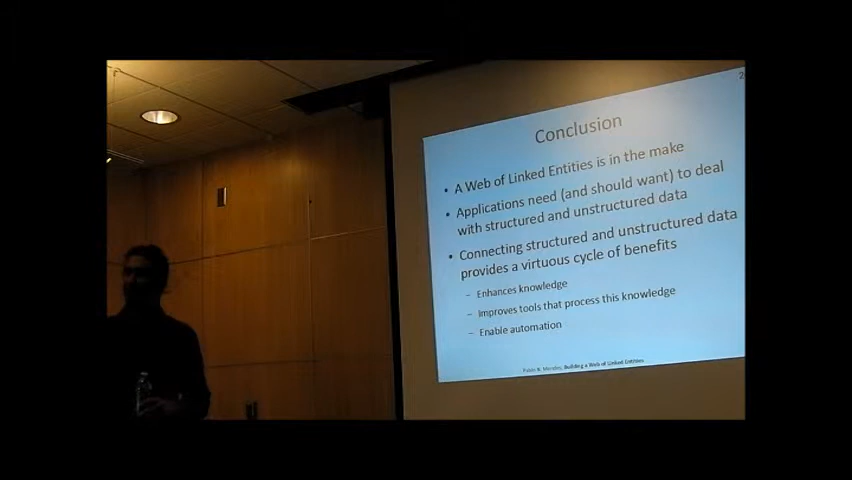 Conclusion
• A Web of Linked Entities is in the make
• Applications need (and should want) to deal
with structured and unstructured data
• Connecting structured and unstructured data
provides a virtuous cycle of benefits
– Enhances knowledge
– Improves tools that process this knowledge
– Enable automation
Pablo N. Mendes, Building a Web of Linked Entities